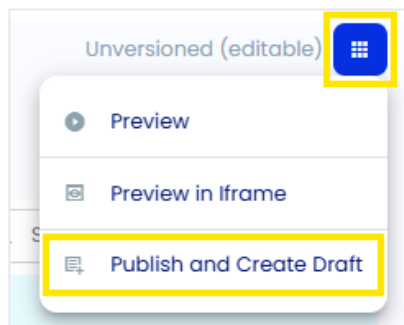 Unversioned (editable)
Preview
Preview in Iframe
S
Publish and Create Draft